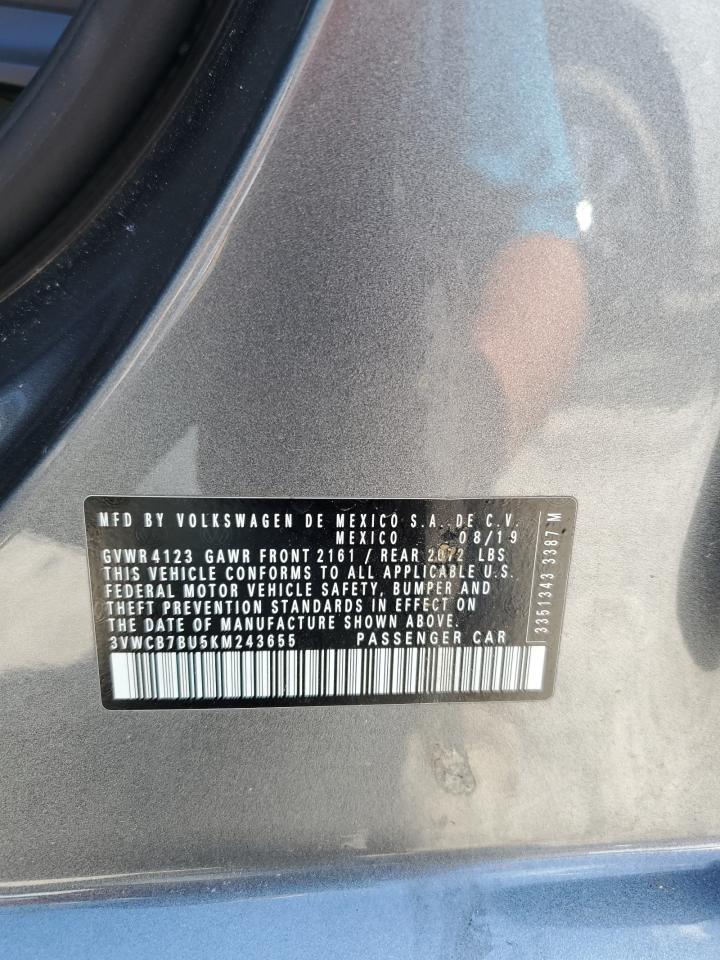 MFD BY VOLKSWAGEN DE MEXICO S.A. DE C.V.
MEXICO 08/19
GVWR 4123 GAWR FRONT 2161 / REAR 2072 LBS
THIS VEHICLE CONFORMS TO ALL APPLICABLE U.S.
FEDERAL MOTOR VEHICLE SAFETY, BUMPER AND
THEFT PREVENTION STANDARDS IN EFFECT ON
THE DATE OF MANUFACTURE SHOWN ABOVE.
3VWCB7BU5KM243655 PASSENGER CAR
3351343 3387 M